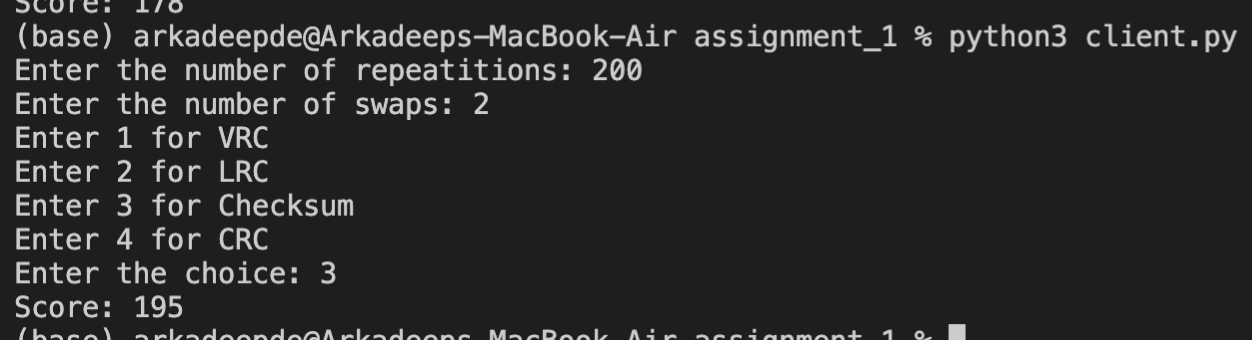 Score: 178
(base) arkadeepde@Arkadeeps-MacBook-Air assignment_1 % python3 client.py
Enter the number of repeatitions: 200
Enter the number of swaps: 2
Enter 1 for VRC
Enter 2 for LRC
Enter 3 for Checksum
Enter 4 for CRC
Enter the choice: 3
Score: 195
(base) arkadeepde@Arkadeeps-MacBook-Air assignment_1 %